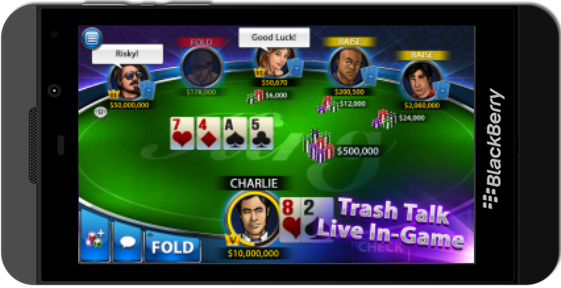 Risky!
FOLD
Good Luck!
RAISE
RAISE
$50,000,000
$178,000
$50,670
$200,500
$2,060,000
$6,000
$12,000
$24,000
7 4 A 5
$500,000
CHARLIE
8 2
$10,000,000
FOLD
CHECK
Trash Talk
Live In-Game
BlackBerry